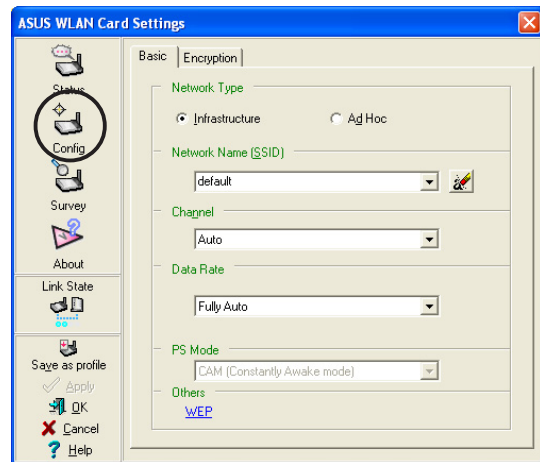 ASUS WLAN Card Settings
Status
Config
Survey
About
Link State
Save as profile
Apply
OK
Cancel
Help
Basic
Encryption
Network Type
Infrastructure
Ad Hoc
Network Name (SSID)
default
Channel
Auto
Data Rate
Fully Auto
PS Mode
CAM (Constantly Awake mode)
Others
WEP